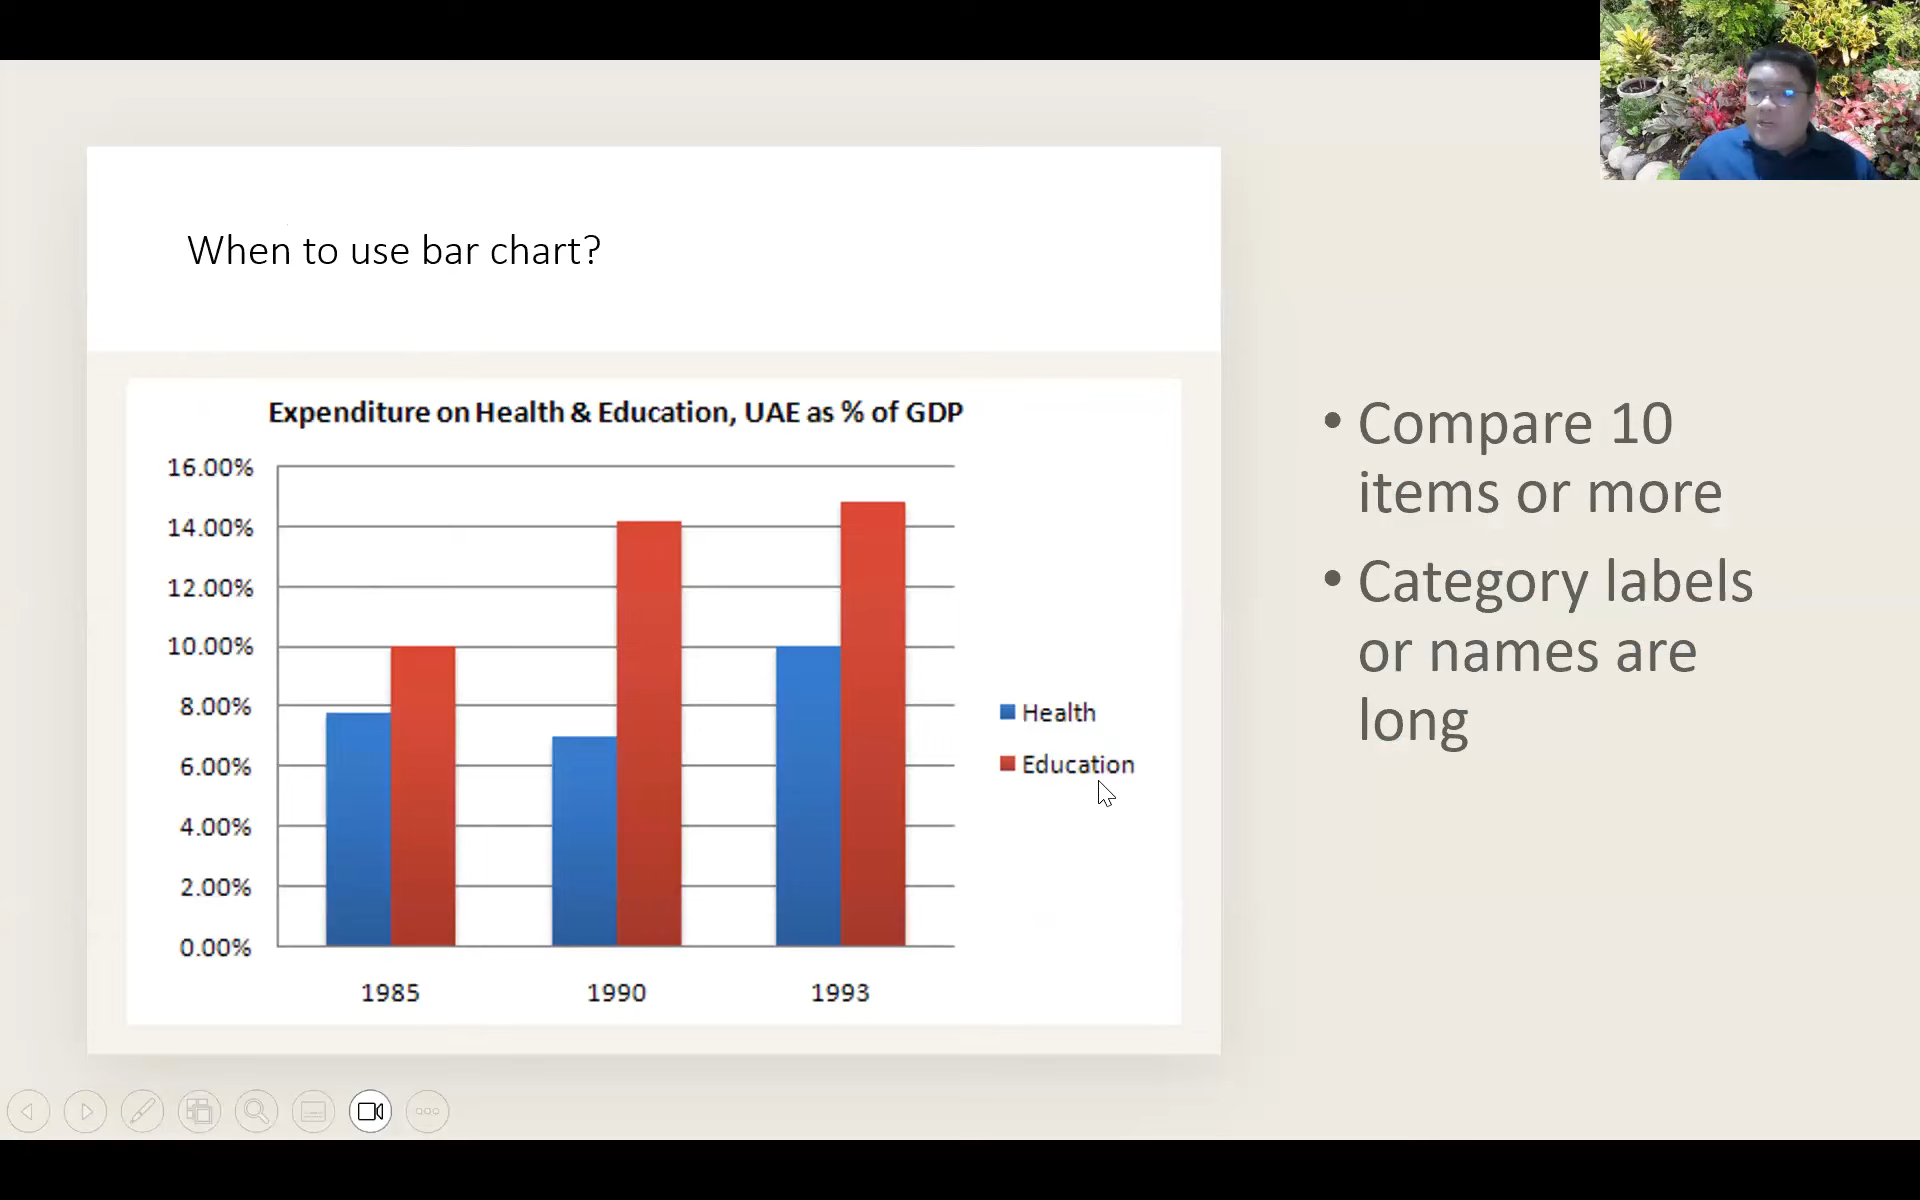 When to use bar chart?
Expenditure on Health & Education, UAE as % of GDP
16.00%
14.00%
12.00%
10.00%
8.00%
6.00%
4.00%
2.00%
0.00%
1985 1990 1993
Health
Education
• Compare 10
items or more
• Category labels
or names are
long